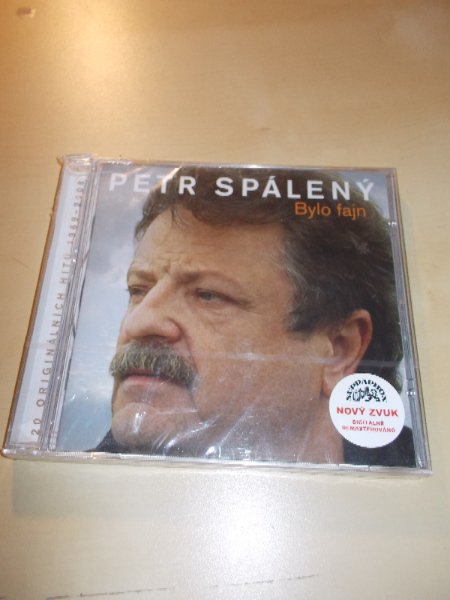 PETR SPÁLENÝ
Bylo fajn
20 ORIGINÁLNÍCH HITŮ
SUPRAPHON
NOVÝ ZVUK
DIGITÁLNĚ
REMASTEROVÁNO